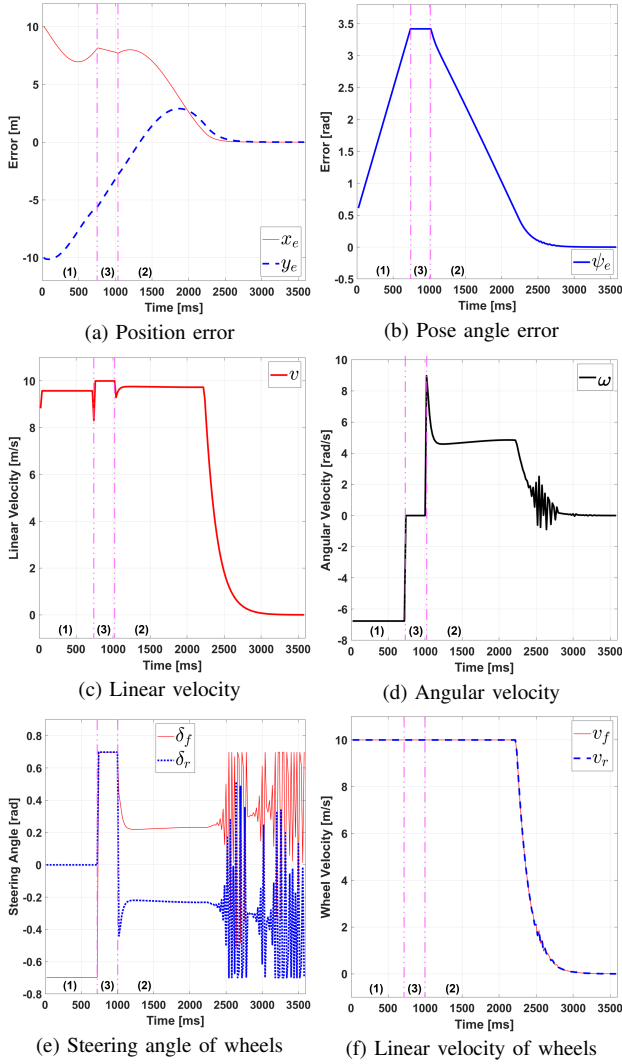 10
5
0
-5
-10
Error [m]
x_e
y_e
(1) (3) (2)
0 500 1000 1500 2000 2500 3000 3500
Time [ms]
(a) Position error
3.5
3
2.5
2
1.5
1
0.5
0
-0.5
Error [rad]
ψ_e
(1) (3) (2)
0 500 1000 1500 2000 2500 3000 3500
Time [ms]
(b) Pose angle error
10
8
6
4
2
0
Linear Velocity [m/s]
v
(1) (3) (2)
0 500 1000 1500 2000 2500 3000 3500
Time [ms]
(c) Linear velocity
10
8
6
4
2
0
-2
-4
-6
-8
Angular Velocity [rad/s]
ω
(1) (3) (2)
0 500 1000 1500 2000 2500 3000 3500
Time [ms]
(d) Angular velocity
0.8
0.6
0.4
0.2
0
-0.2
-0.4
-0.6
-0.8
Steering Angle [rad]
δ_f
δ_r
(1) (3) (2)
0 500 1000 1500 2000 2500 3000 3500
Time [ms]
(e) Steering angle of wheels
10
8
6
4
2
0
Wheel Velocity [m/s]
v_f
v_r
(1) (3) (2)
0 500 1000 1500 2000 2500 3000 3500
Time [ms]
(f) Linear velocity of wheels